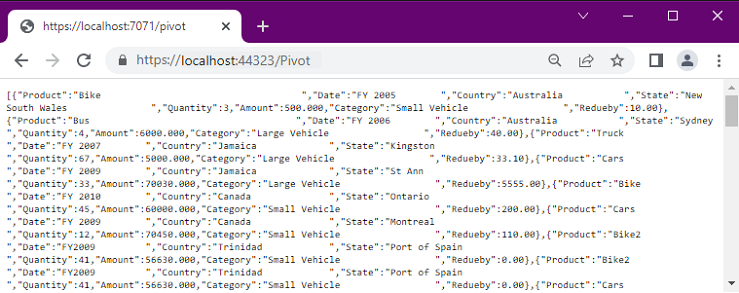 https://localhost:7071/pivot
https://localhost:44323/Pivot
[{"Product":"Bike ","Date":"FY 2005 ","Country":"Australia ","State":"New
South Wales ","Quantity":3,"Amount":500.000,"Category":"Small Vehicle ","Redueby":10.00},
{"Product":"Bus ","Date":"FY 2006 ","Country":"Australia ","State":"Sydney
","Quantity":4,"Amount":6000.000,"Category":"Large Vehicle ","Redueby":40.00},{"Product":"Truck
","Date":"FY 2007 ","Country":"Jamaica ","State":"Kingston
","Quantity":67,"Amount":5000.000,"Category":"Large Vehicle ","Redueby":33.10},{"Product":"Cars
","Date":"FY 2009 ","Country":"Jamaica ","State":"St Ann
","Quantity":33,"Amount":70030.000,"Category":"Large Vehicle ","Redueby":5555.00},{"Product":"Bike
","Date":"FY 2010 ","Country":"Canada ","State":"Ontario
","Quantity":45,"Amount":60000.000,"Category":"Small Vehicle ","Redueby":200.00},{"Product":"Cars
","Date":"FY 2009 ","Country":"Canada ","State":"Montreal
","Quantity":12,"Amount":70450.000,"Category":"Small Vehicle ","Redueby":110.00},{"Product":"Bike2
","Date":"FY2009 ","Country":"Trinidad ","State":"Port of Spain
","Quantity":41,"Amount":56630.000,"Category":"Small Vehicle ","Redueby":0.00},{"Product":"Bike2
","Date":"FY2009 ","Country":"Trinidad ","State":"Port of Spain
","Quantity":41,"Amount":56630.000,"Category":"Small Vehicle ","Redueby":0.00},{"Product":"Cars